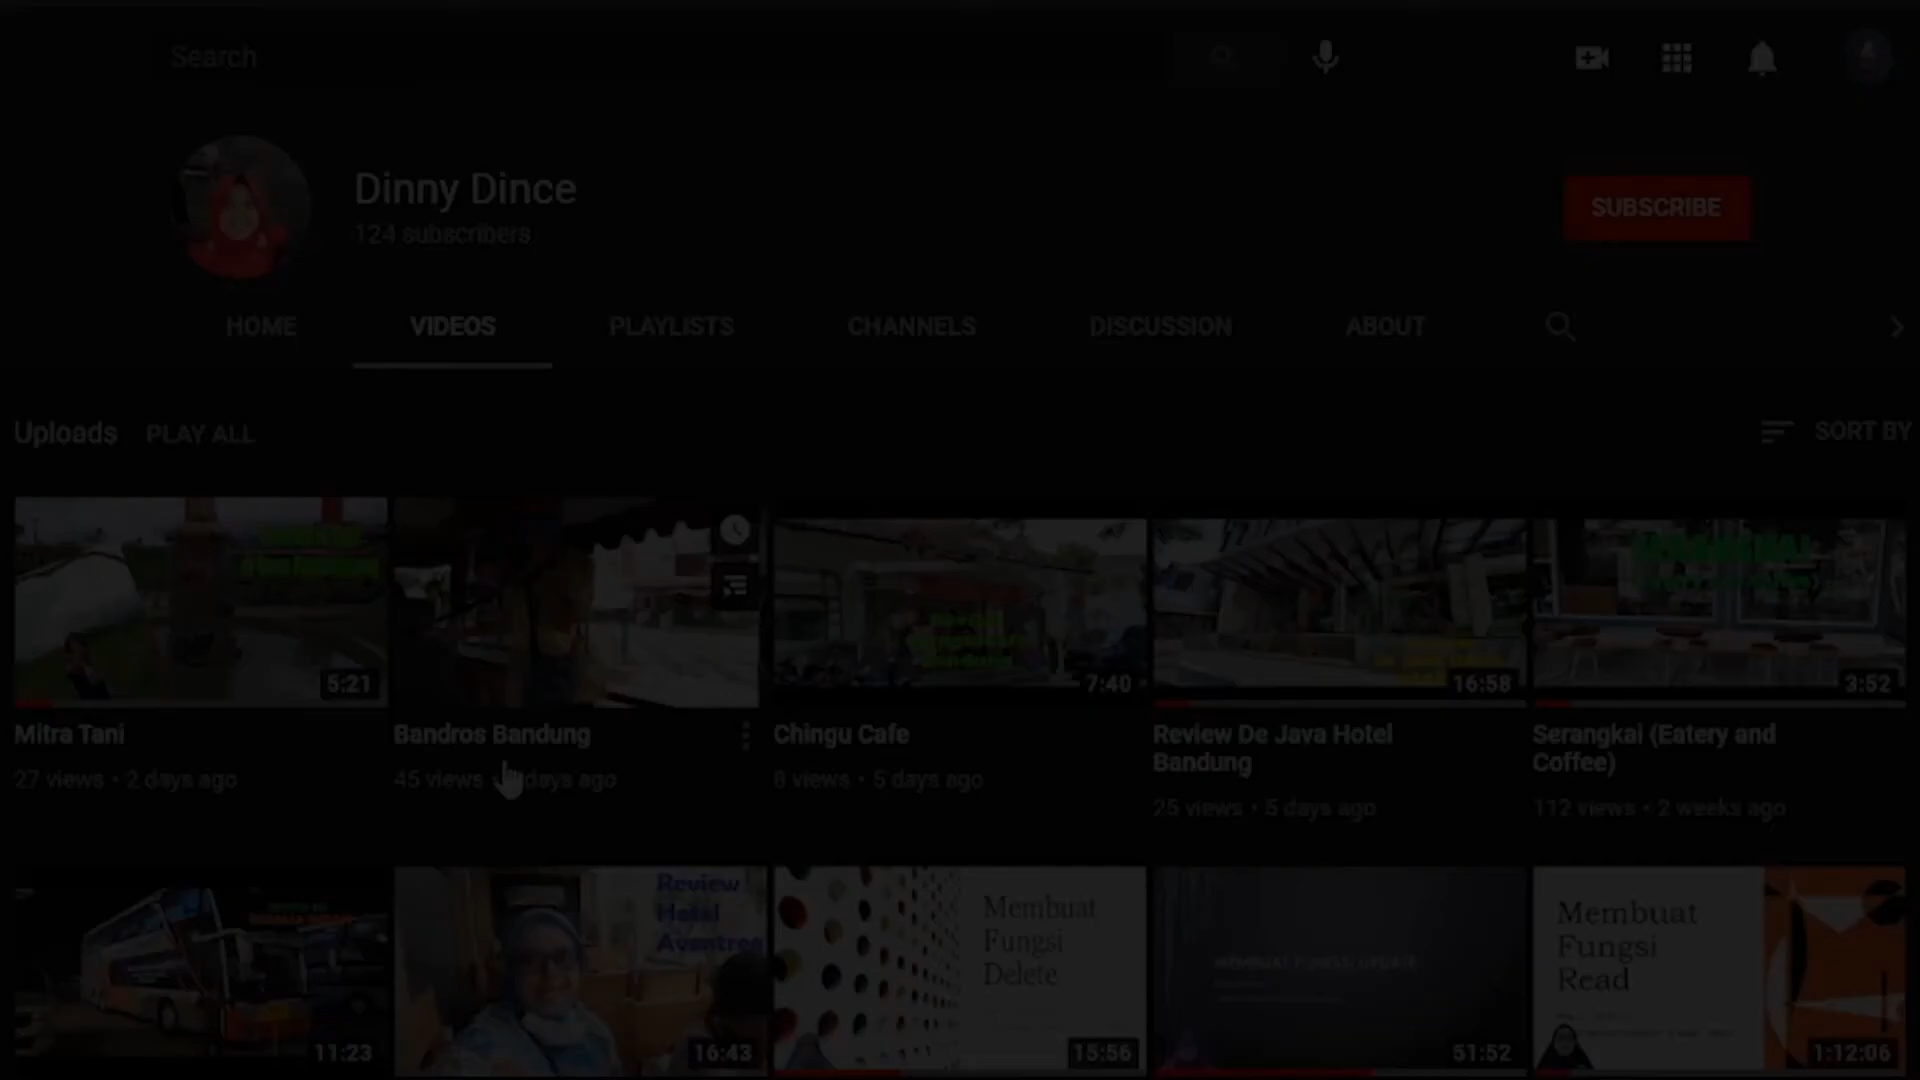 Search
Dinny Dince
124 subscribers
SUBSCRIBE
HOME VIDEOS PLAYLISTS CHANNELS DISCUSSION ABOUT
Uploads PLAY ALL SORT BY
5:21
7:40
16:58
3:52
Mitra Tani
27 views • 2 days ago
Bandros Bandung
45 views days ago
Chingu Cafe
8 views • 5 days ago
Review De Java Hotel
Bandung
25 views • 5 days ago
Serangkai (Eatery and
Coffee)
112 views • 2 weeks ago
11:23
Review
Hotel
16:43
Membuat
Fungsi
Delete
15:56
MEMBUAT FUNGSI UPDATE
51:52
Membuat
Fungsi
Read
1:12:06